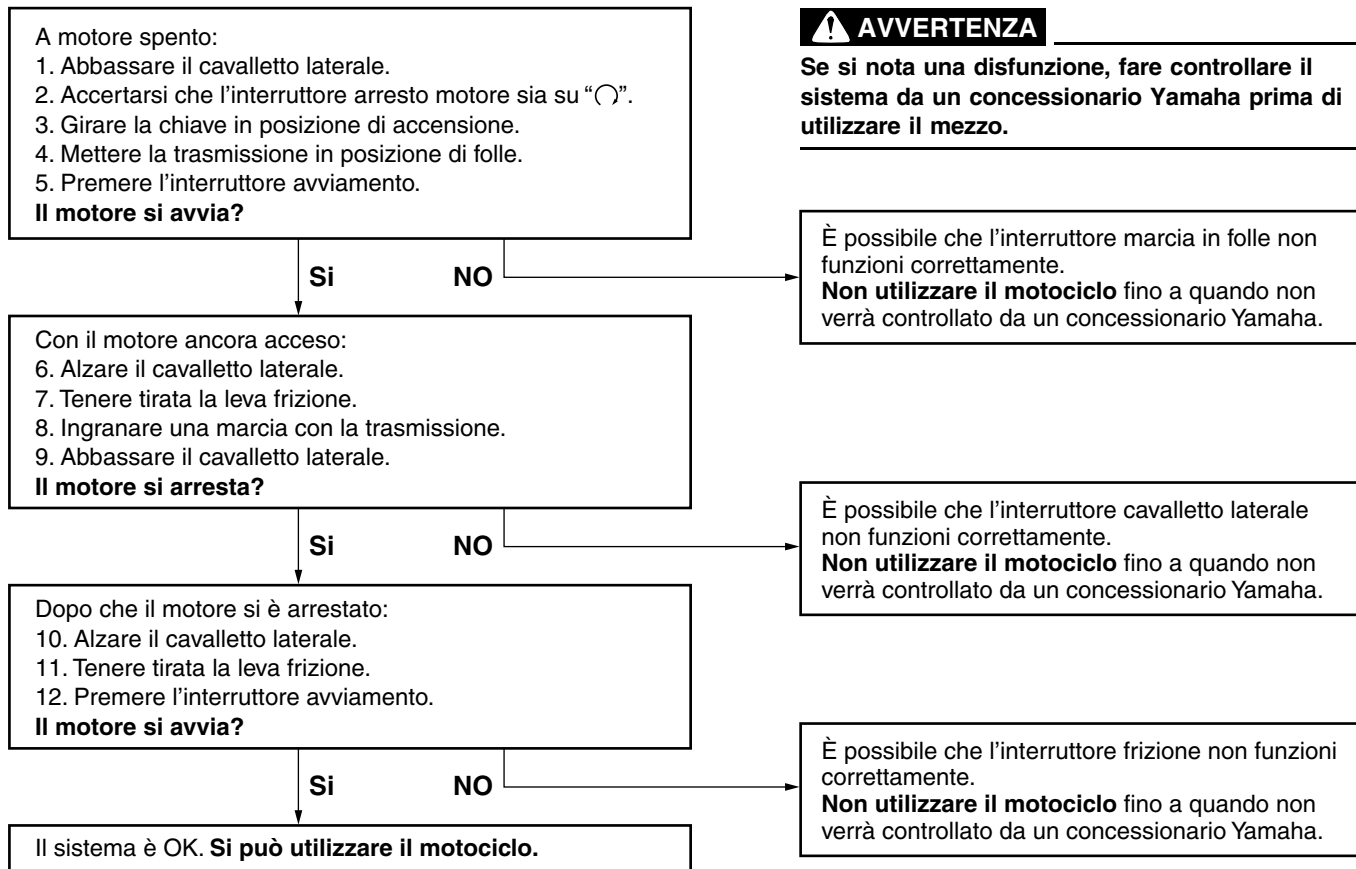 A motore spento:
1. Abbassare il cavalletto laterale.
2. Accertarsi che l'interruttore arresto motore sia su “○”.
3. Girare la chiave in posizione di accensione.
4. Mettere la trasmissione in posizione di folle.
5. Premere l'interruttore avviamento.
Il motore si avvia?
AVVERTENZA
Se si nota una disfunzione, fare controllare il
sistema da un concessionario Yamaha prima di
utilizzare il mezzo.
Si NO
È possibile che l'interruttore marcia in folle non
funzioni correttamente.
Non utilizzare il motociclo fino a quando non
verrà controllato da un concessionario Yamaha.
Con il motore ancora acceso:
6. Alzare il cavalletto laterale.
7. Tenere tirata la leva frizione.
8. Ingranare una marcia con la trasmissione.
9. Abbassare il cavalletto laterale.
Il motore si arresta?
Si NO
È possibile che l'interruttore cavalletto laterale
non funzioni correttamente.
Non utilizzare il motociclo fino a quando non
verrà controllato da un concessionario Yamaha.
Dopo che il motore si è arrestato:
10. Alzare il cavalletto laterale.
11. Tenere tirata la leva frizione.
12. Premere l'interruttore avviamento.
Il motore si avvia?
Si NO
È possibile che l'interruttore frizione non funzioni
correttamente.
Non utilizzare il motociclo fino a quando non
verrà controllato da un concessionario Yamaha.
Il sistema è OK. Si può utilizzare il motociclo.